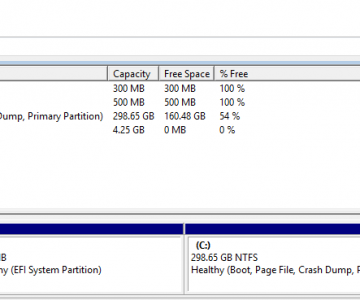 Capacity Free Space % Free
300 MB 300 MB 100 %
500 MB 500 MB 100 %
Dump, Primary Partition) 298.65 GB 160.48 GB 54 %
4.25 GB 0 MB 0 %
(C:)
MB 298.65 GB NTFS
hy (EFI System Partition) Healthy (Boot, Page File, Crash Dump, P